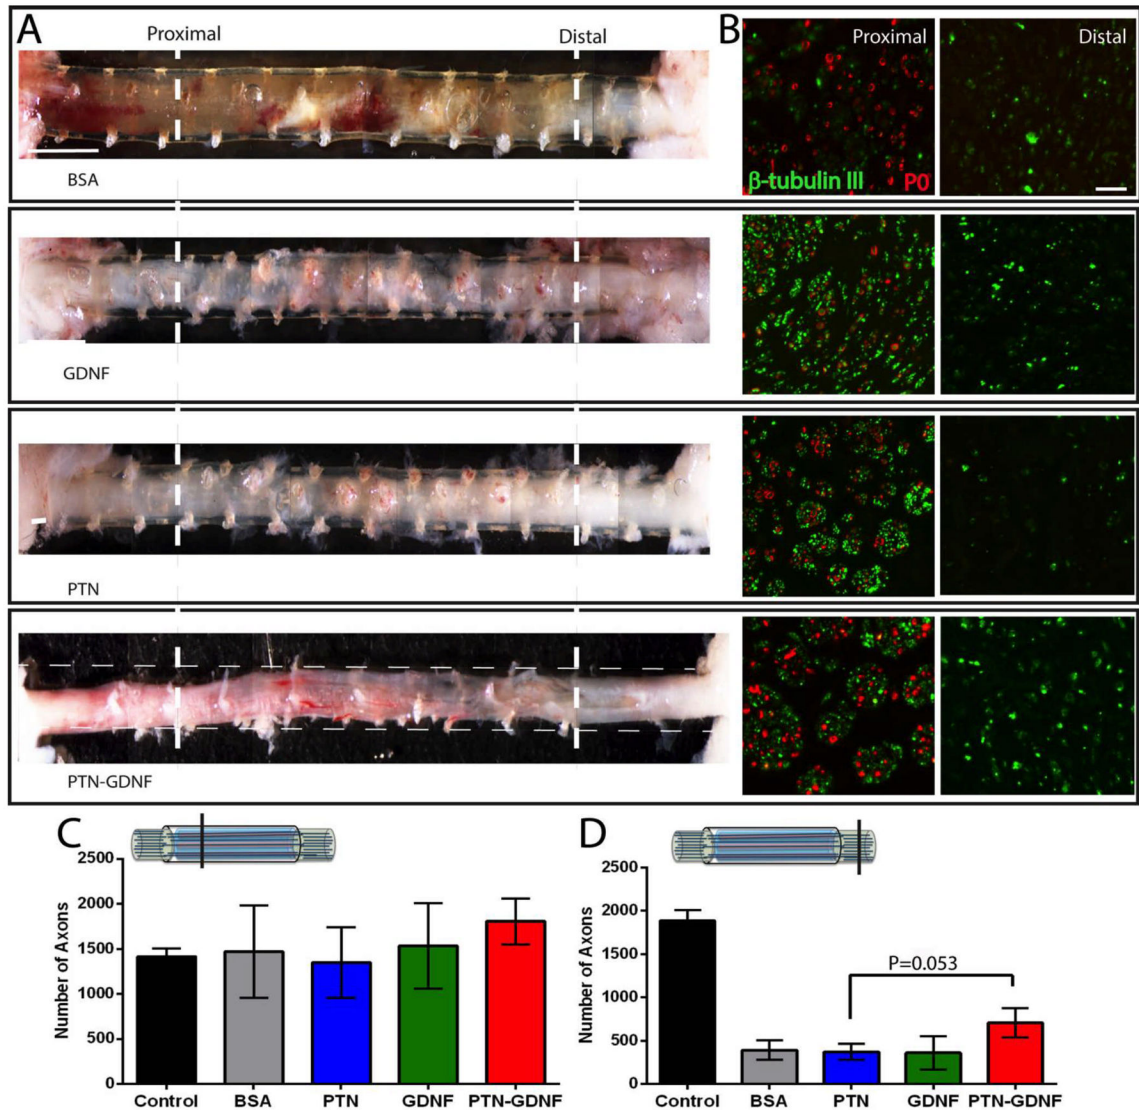 A
Proximal
Distal
BSA
GDNF
PTN
PTN-GDNF
B
Proximal
Distal
β-tubulin III
P0
C
2500
2000
1500
1000
500
0
Number of Axons
Control
BSA
PTN
GDNF
PTN-GDNF
D
2500
2000
1500
1000
500
0
Number of Axons
P=0.053
Control
BSA
PTN
GDNF
PTN-GDNF